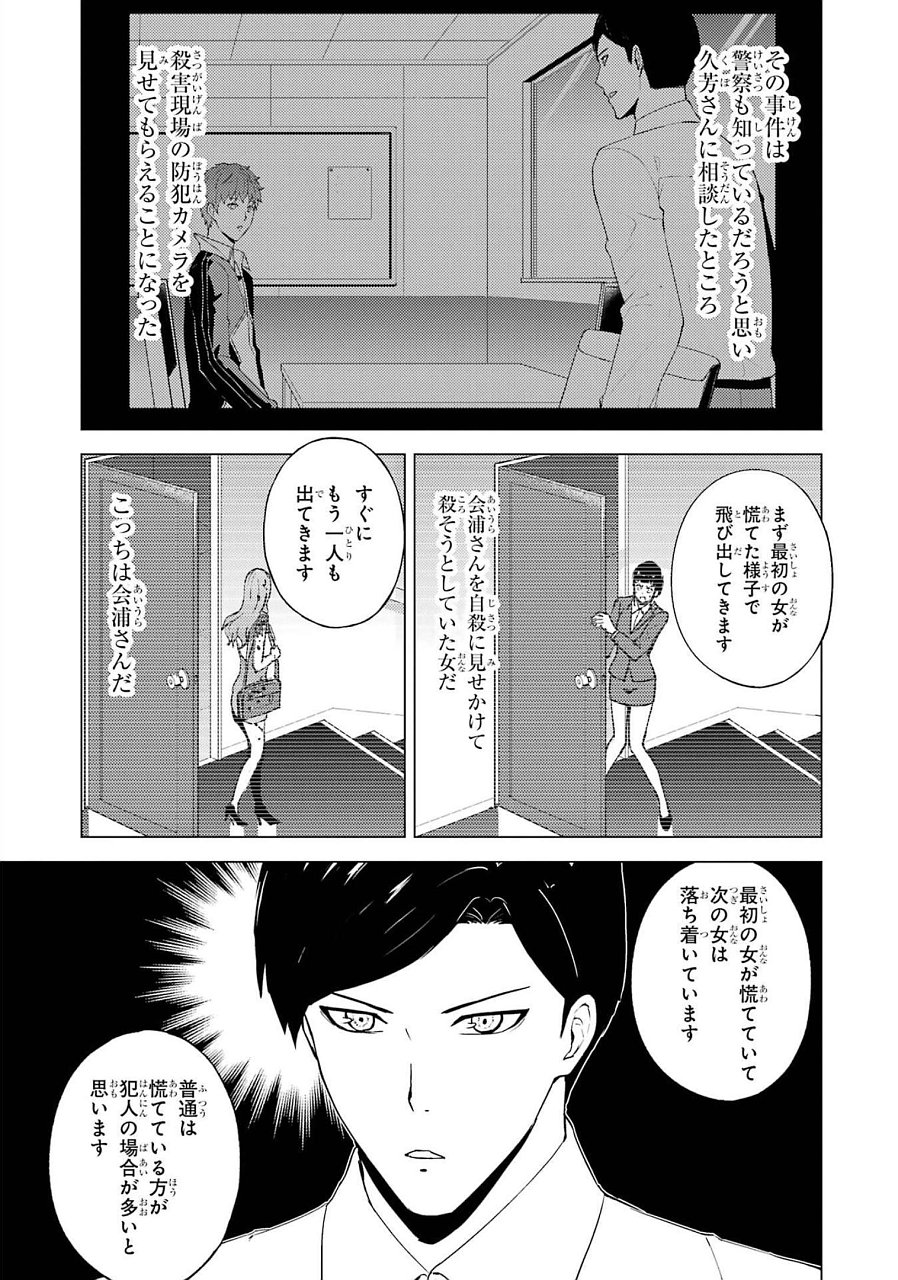 その事件は
警察も知っているだろうと思い
久芳さんに相談したところ
殺害現場の防犯カメラを
見せてもらえることになった
まず最初の女が
慌てた様子で
飛び出してきます
会浦さんを自殺に見せかけて
殺そうとしていた女だ
すぐに
もう一人も
出てきます
こっちは会浦さんだ
最初の女が慌てていて
次の女は
落ち着いています
普通は
慌てている方が
犯人の場合が多いと
思います